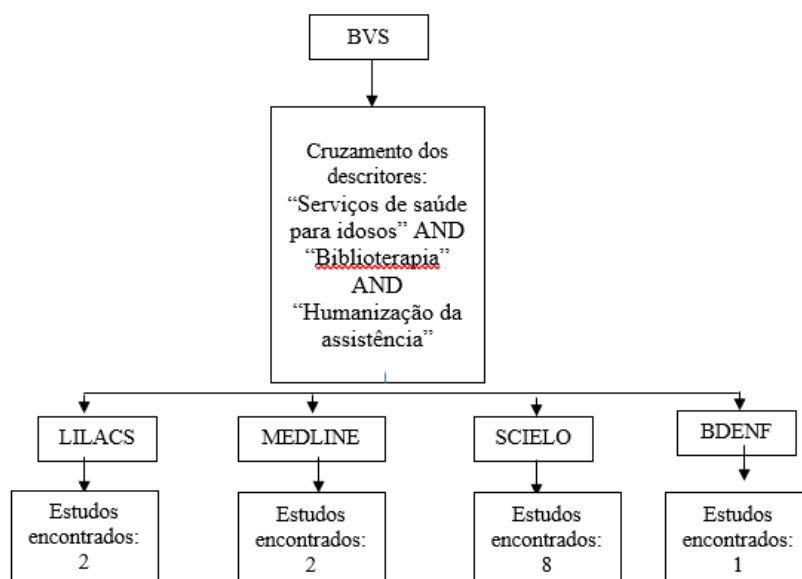 BVS
Cruzamento dos
descritores:
“Serviços de saúde
para idosos” AND
“Biblioterapia”
AND
“Humanização da
assistência”
LILACS
MEDLINE
SCIELO
BDENF
Estudos
encontrados:
2
Estudos
encontrados:
2
Estudos
encontrados:
8
Estudos
encontrados:
1